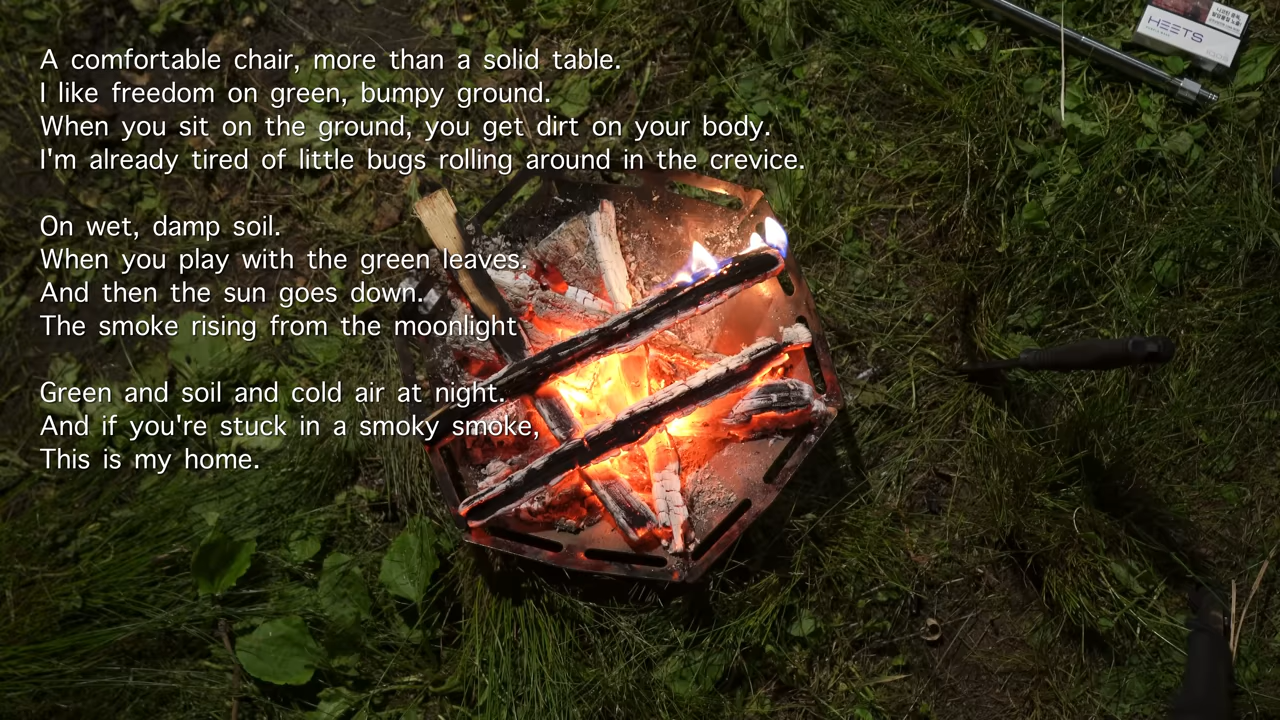 A comfortable chair, more than a solid table.
I like freedom on green, bumpy ground.
When you sit on the ground, you get dirt on your body.
I'm already tired of little bugs rolling around in the crevice.
On wet, damp soil.
When you play with the green leaves.
And then the sun goes down.
The smoke rising from the moonlight
Green and soil and cold air at night.
And if you're stuck in a smoky smoke,
This is my home.
HEETS